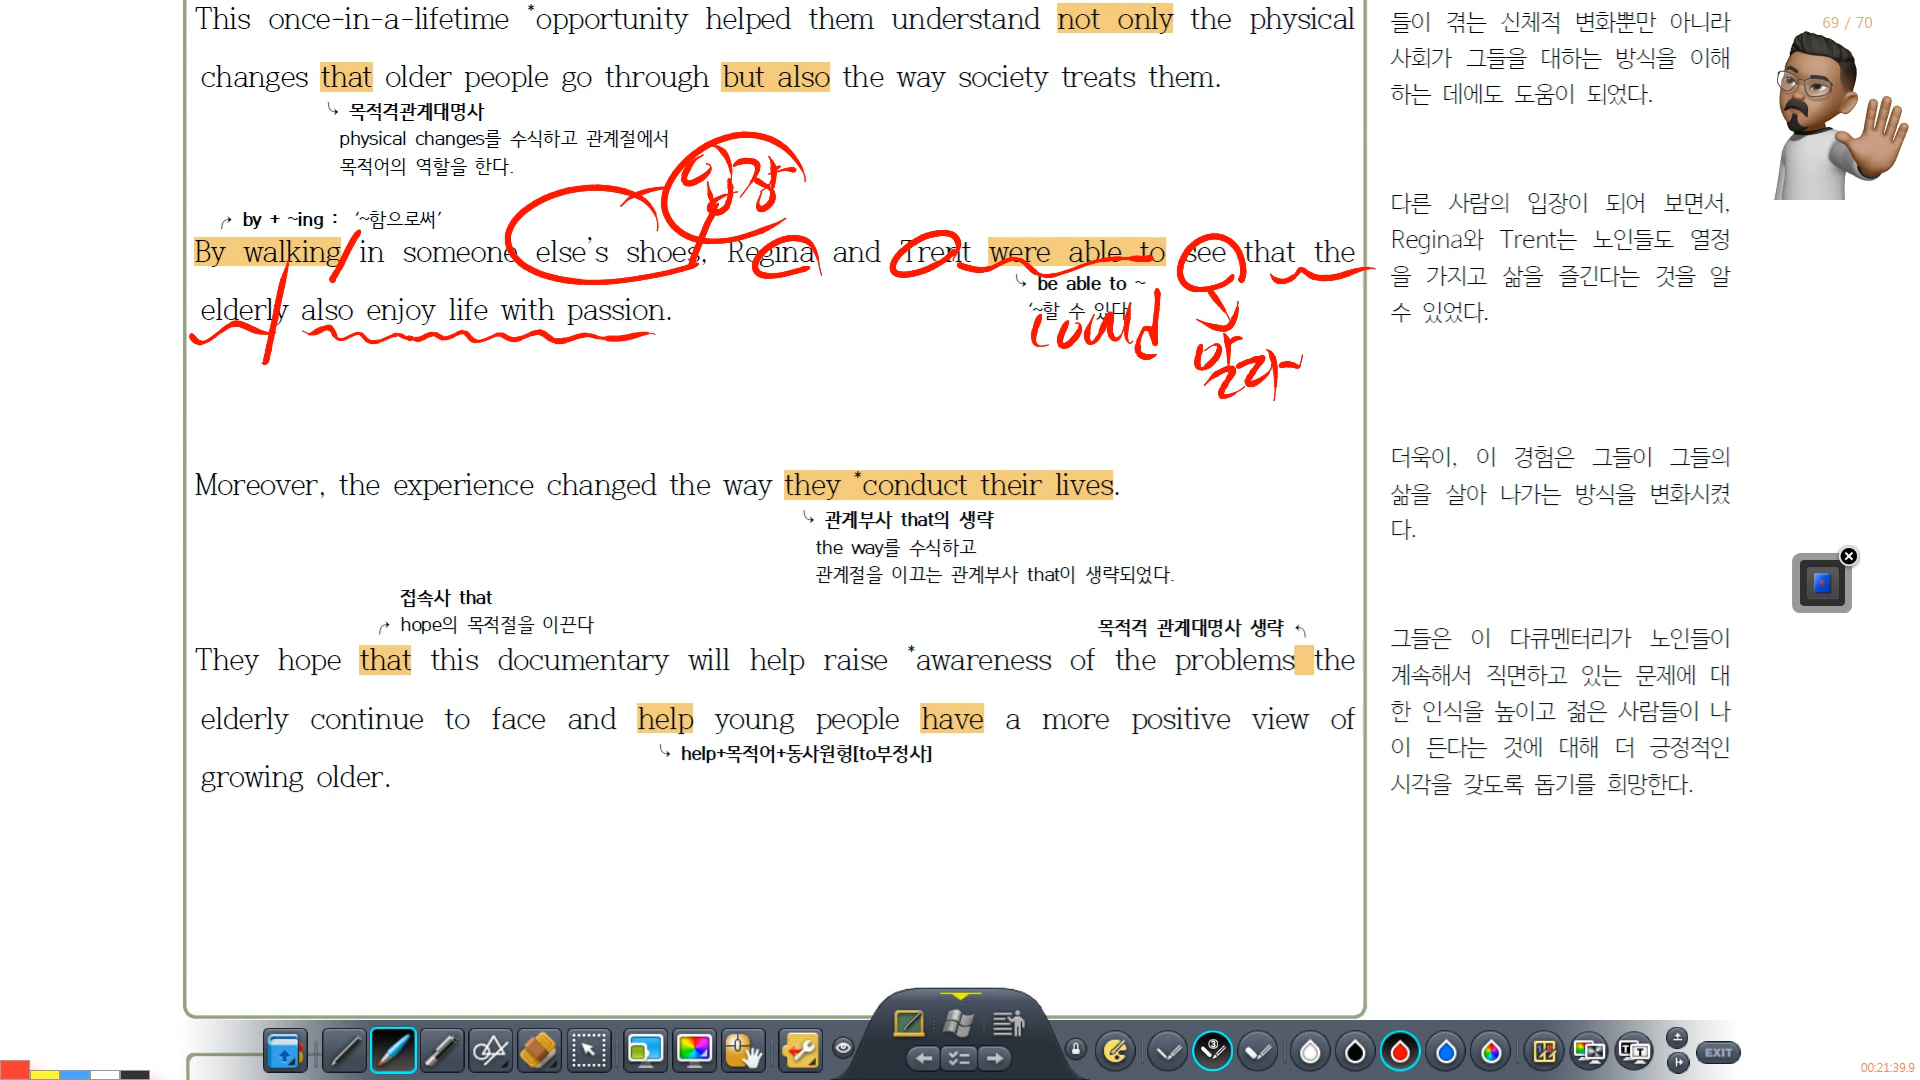 This once-in-a-lifetime *opportunity helped them understand not only the physical
changes that older people go through but also the way society treats them.
목적격관계대명사
physical changes를 수식하고 관계절에서
목적어의 역할을 한다.
입장
by + ~ing : ‘~함으로써’
By walking in someone else’s shoes, Regina and Trent were able to see that the
be able to ~
‘~할 수 있다
could
알다
elderly also enjoy life with passion.
Moreover, the experience changed the way they *conduct their lives.
관계부사 that의 생략
the way를 수식하고
관계절을 이끄는 관계부사 that이 생략되었다.
접속사 that
hope의 목적절을 이끈다
목적격 관계대명사 생략
They hope that this documentary will help raise *awareness of the problems the
elderly continue to face and help young people have a more positive view of
help+목적어+동사원형[to부정사]
growing older.
들이 겪는 신체적 변화뿐만 아니라
사회가 그들을 대하는 방식을 이해
하는 데에도 도움이 되었다.
다른 사람의 입장이 되어 보면서,
Regina와 Trent는 노인들도 열정
을 가지고 삶을 즐긴다는 것을 알
수 있었다.
더욱이, 이 경험은 그들이 그들의
삶을 살아 나가는 방식을 변화시켰
다.
그들은 이 다큐멘터리가 노인들이
계속해서 직면하고 있는 문제에 대
한 인식을 높이고 젊은 사람들이 나
이 든다는 것에 대해 더 긍정적인
시각을 갖도록 돕기를 희망한다.
69 / 70
EXIT
00:21:39.9